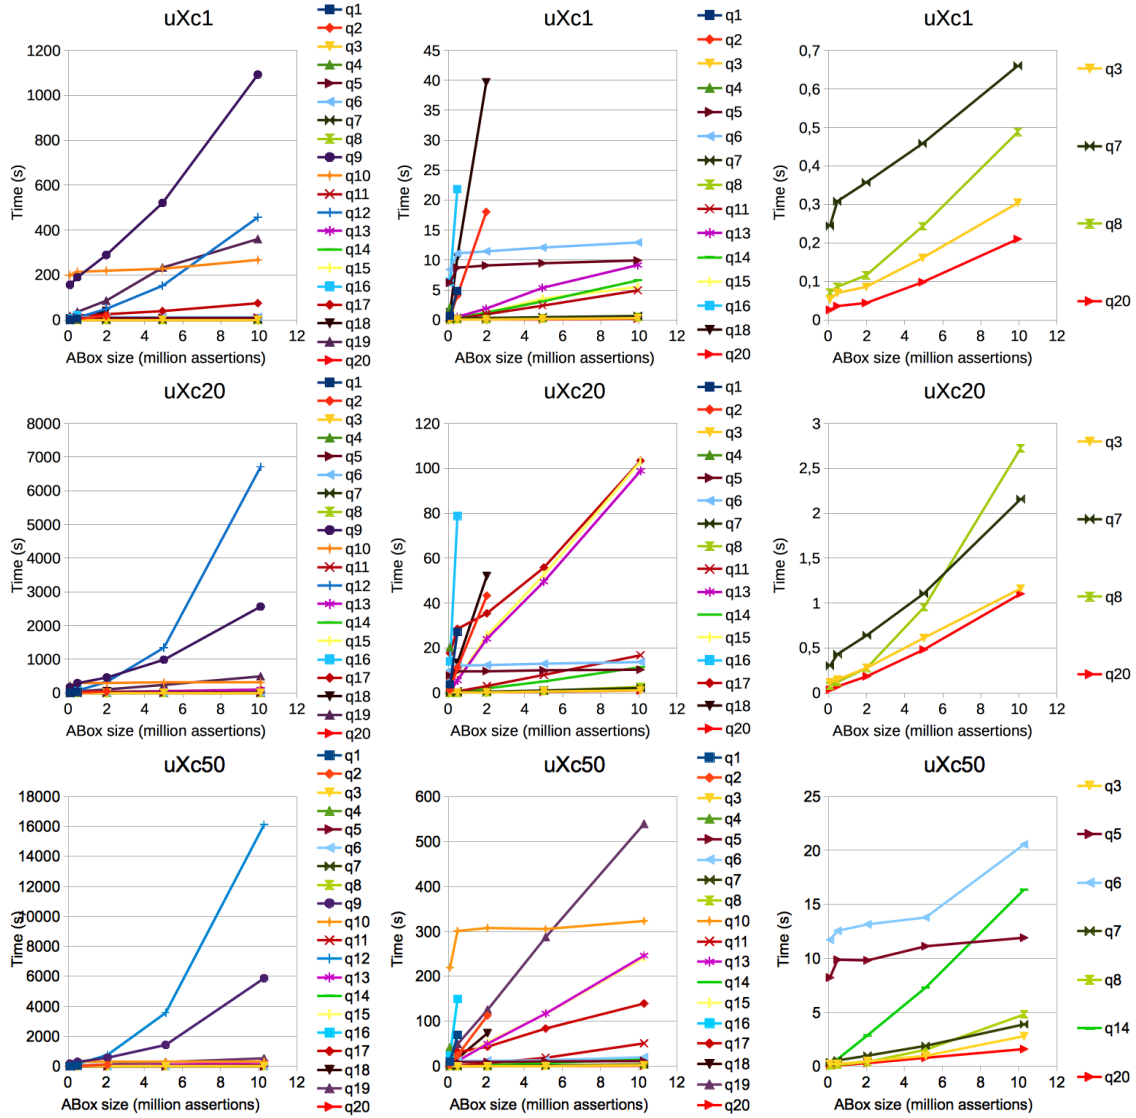 uXc1
1200
1000
800
600
400
200
0
0 2 4 6 8 10 12
Time (s)
ABox size (million assertions)
q1
q2
q3
q4
q5
q6
q7
q8
q9
q10
q11
q12
q13
q14
q15
q16
q17
q18
q19
q20
uXc1
45
40
35
30
25
20
15
10
5
0
0 2 4 6 8 10 12
Time (s)
ABox size (million assertions)
q1
q2
q3
q4
q5
q6
q7
q8
q11
q13
q14
q15
q16
q18
q20
uXc1
0,7
0,6
0,5
0,4
0,3
0,2
0,1
0
0 2 4 6 8 10 12
Time (s)
ABox size (million assertions)
q3
q7
q8
q20
uXc20
8000
7000
6000
5000
4000
3000
2000
1000
0
0 2 4 6 8 10 12
Time (s)
ABox size (million assertions)
q1
q2
q3
q4
q5
q6
q7
q8
q9
q10
q11
q12
q13
q14
q15
q16
q17
q18
q19
q20
uXc20
120
100
80
60
40
20
0
0 2 4 6 8 10 12
Time (s)
ABox size (million assertions)
q1
q2
q3
q4
q5
q6
q7
q8
q11
q13
q14
q15
q16
q17
q18
q20
uXc20
3
2,5
2
1,5
1
0,5
0
0 2 4 6 8 10 12
Time (s)
ABox size (million assertions)
q3
q7
q8
q20
uXc50
18000
16000
14000
12000
10000
8000
6000
4000
2000
0
0 2 4 6 8 10 12
Time (s)
ABox size (million assertions)
q1
q2
q3
q4
q5
q6
q7
q8
q9
q10
q11
q12
q13
q14
q15
q16
q17
q18
q19
q20
uXc50
600
500
400
300
200
100
0
0 2 4 6 8 10 12
Time (s)
ABox size (million assertions)
q1
q2
q3
q4
q5
q6
q7
q8
q10
q11
q13
q14
q15
q16
q17
q18
q19
q20
uXc50
25
20
15
10
5
0
0 2 4 6 8 10 12
Time (s)
ABox size (million assertions)
q3
q5
q6
q7
q8
q14
q20